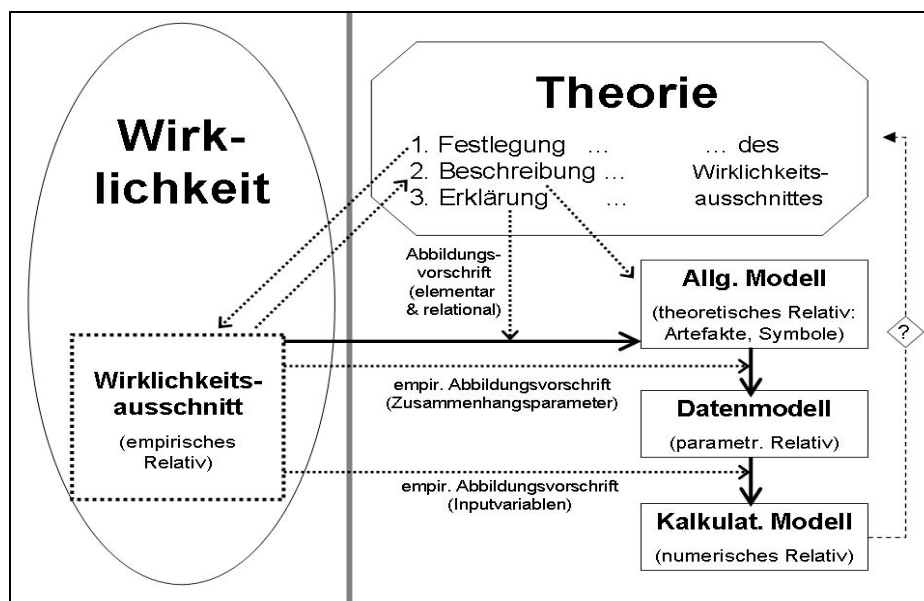 Wirk-
lichkeit
Theorie
1. Festlegung ... ... des
2. Beschreibung ... Wirklichkeits-
3. Erklärung ... ausschnittes
Abbildungs-
vorschrift
(elementar
& relational)
Allg. Modell
(theoretisches Relativ:
Artefakte, Symbole)
?
Wirklichkeits-
ausschnitt
(empirisches
Relativ)
empir. Abbildungsvorschrift
(Zusammenhangsparameter)
Datenmodell
(parametr. Relativ)
empir. Abbildungsvorschrift
(Inputvariablen)
Kalkulat. Modell
(numerisches Relativ)